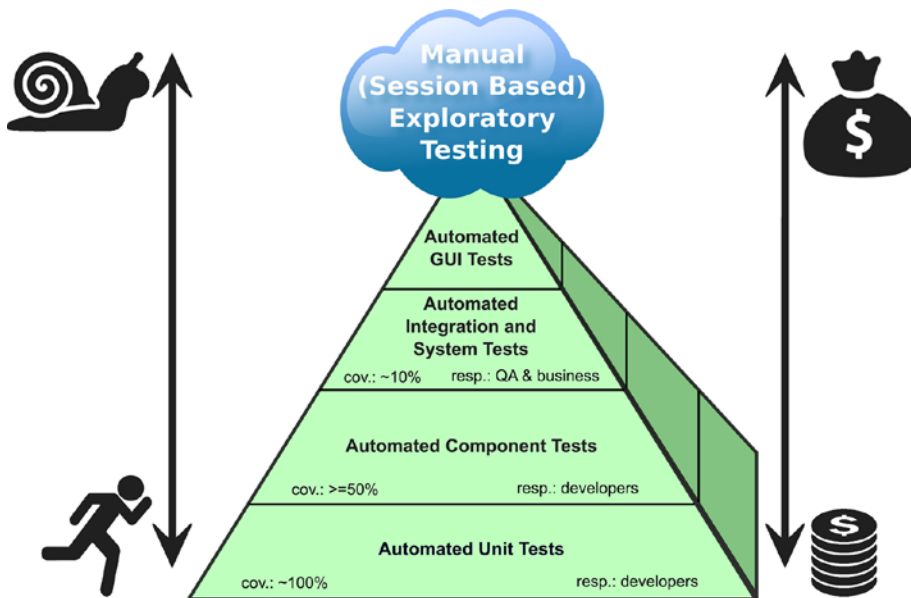 Manual
(Session Based)
Exploratory
Testing
$
Automated
GUI Tests
Automated
Integration and
System Tests
cov.: ~10% resp.: QA & business
Automated Component Tests
cov.: >=50% resp.: developers
$
Automated Unit Tests
cov.: ~100% resp.: developers